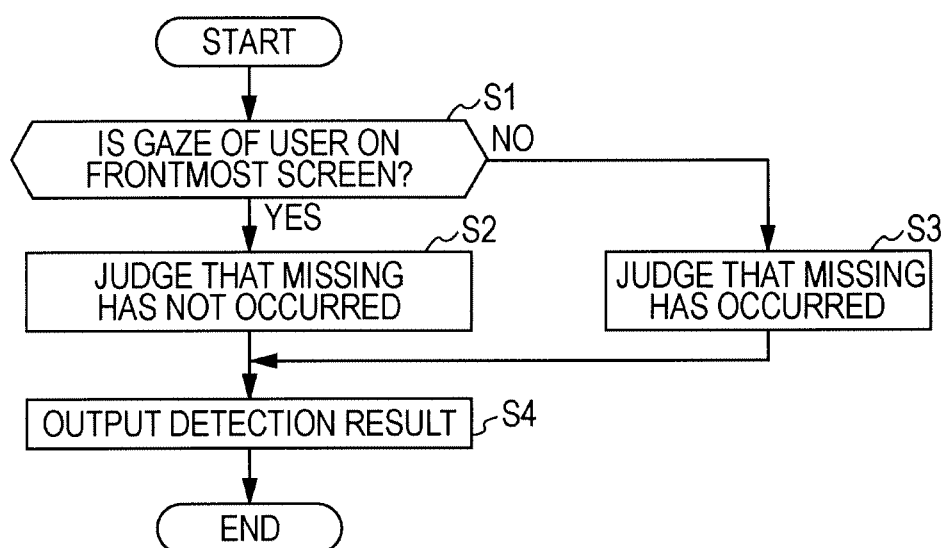 START
S1
IS GAZE OF USER ON
FRONTMOST SCREEN?
NO
YES
S2
JUDGE THAT MISSING
HAS NOT OCCURRED
S3
JUDGE THAT MISSING
HAS OCCURRED
OUTPUT DETECTION RESULT
S4
END